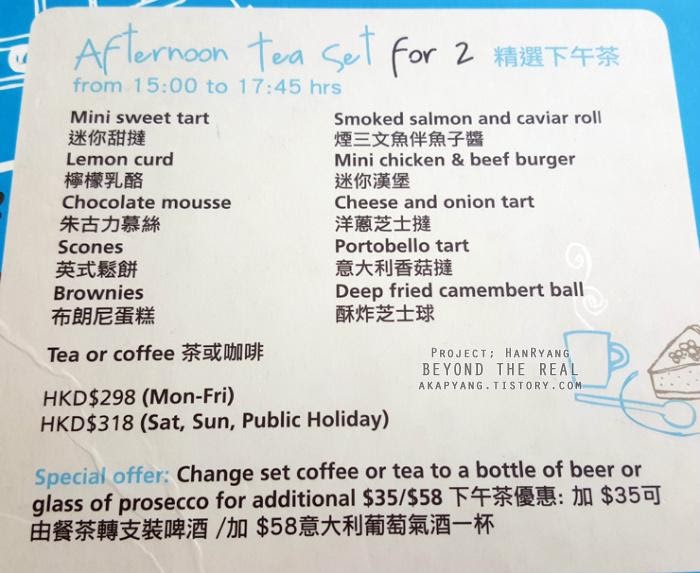 Afternoon tea set for 2 精選下午茶
from 15:00 to 17:45 hrs
Mini sweet tart
迷你甜撻
Lemon curd
檸檬乳酪
Chocolate mousse
朱古力慕絲
Scones
英式鬆餅
Brownies
布朗尼蛋糕
Smoked salmon and caviar roll
煙三文魚伴魚子醬
Mini chicken & beef burger
迷你漢堡
Cheese and onion tart
洋蔥芝士撻
Portobello tart
意大利香菇撻
Deep fried camembert ball
酥炸芝士球
Tea or coffee 茶或咖啡
HKD$298 (Mon-Fri)
HKD$318 (Sat, Sun, Public Holiday)
Project; HanRyang
BEYOND THE REAL
AKAPYANG.TISTORY.COM
Special offer: Change set coffee or tea to a bottle of beer or
glass of prosecco for additional $35/$58 下午茶優惠: 加 $35可
由餐茶轉支裝啤酒 /加 $58意大利葡萄氣酒一杯